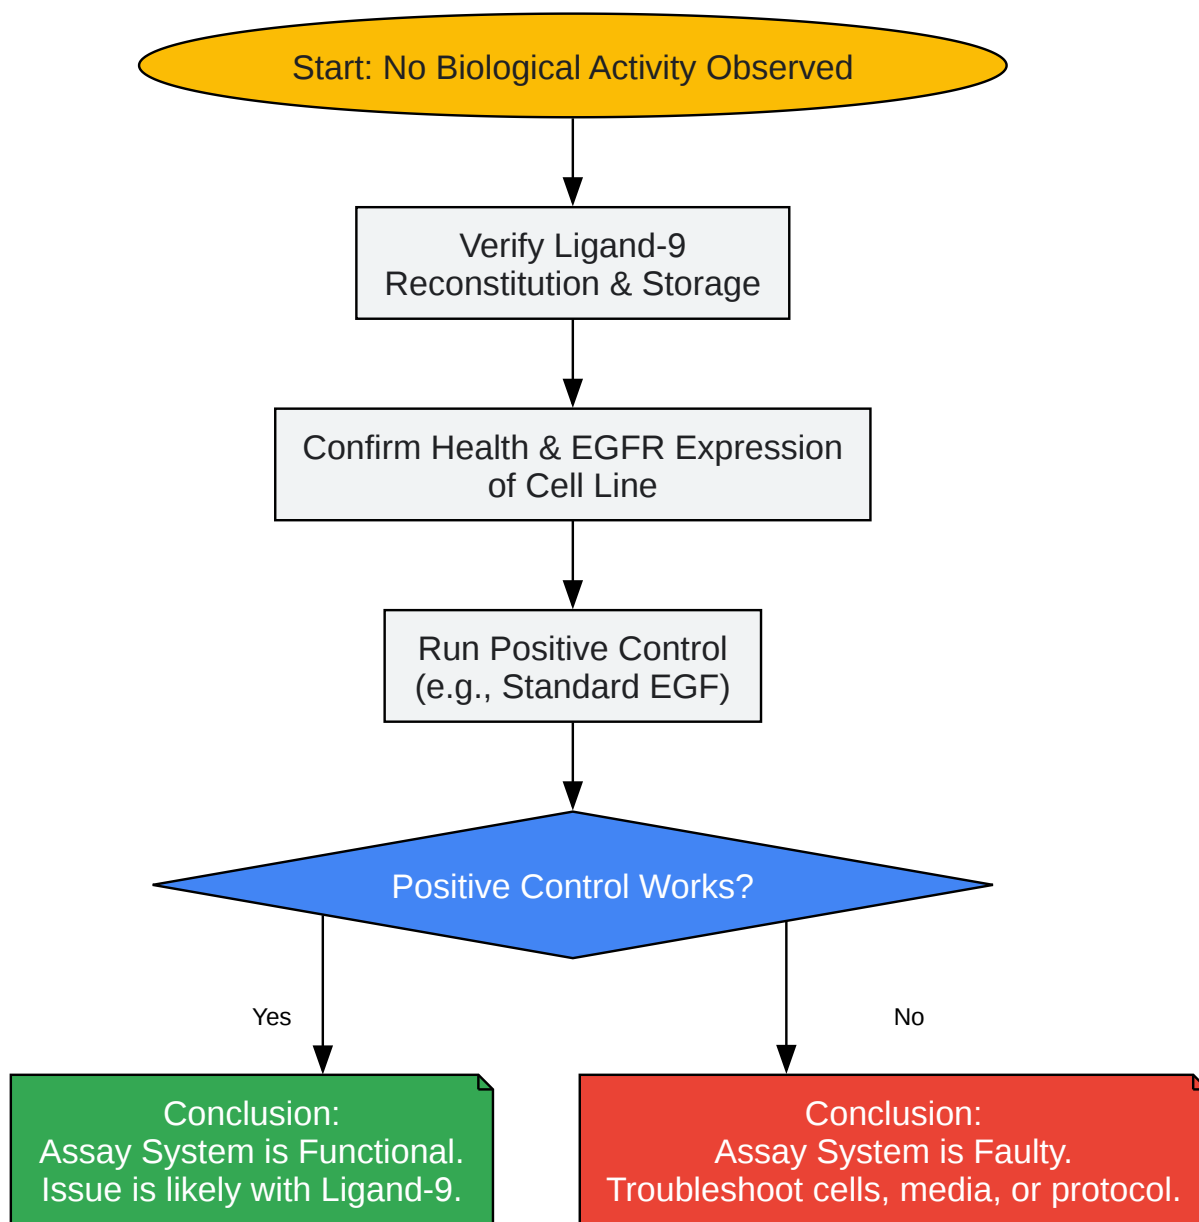 Start: No Biological Activity Observed
Verify Ligand-9
Reconstitution & Storage
Confirm Health & EGFR Expression
of Cell Line
Run Positive Control
(e.g., Standard EGF)
Positive Control Works?
Yes
No
Conclusion:
Assay System is Functional.
Issue is likely with Ligand-9.
Conclusion:
Assay System is Faulty.
Troubleshoot cells, media, or protocol.